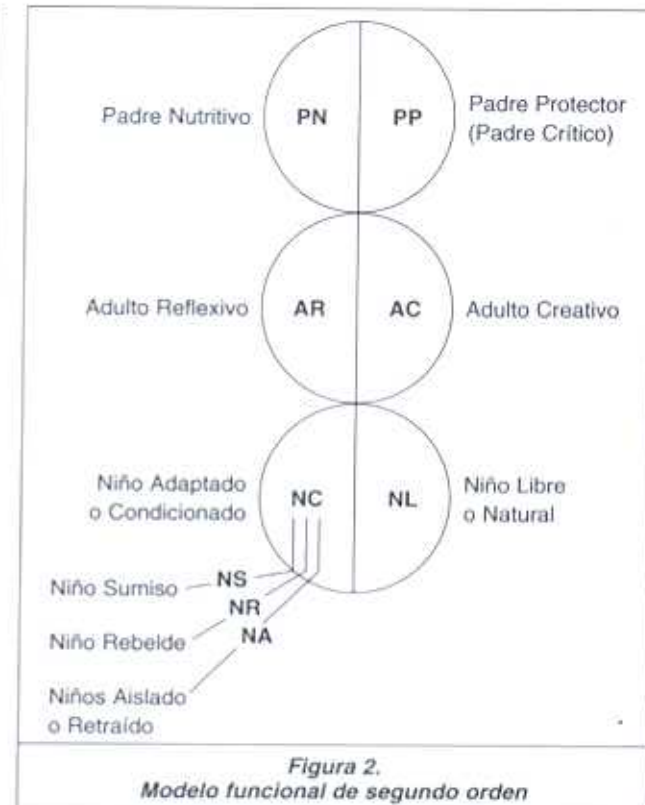 Padre Nutritivo
PN
PP
Padre Protector
(Padre Crítico)
Adulto Reflexivo
AR
AC
Adulto Creativo
Niño Adaptado
o Condicionado
NC
NL
Niño Libre
o Natural
Niño Sumiso
NS
Niño Rebelde
NR
NA
Niños Aislado
o Retraído
Figura 2.
Modelo funcional de segundo orden